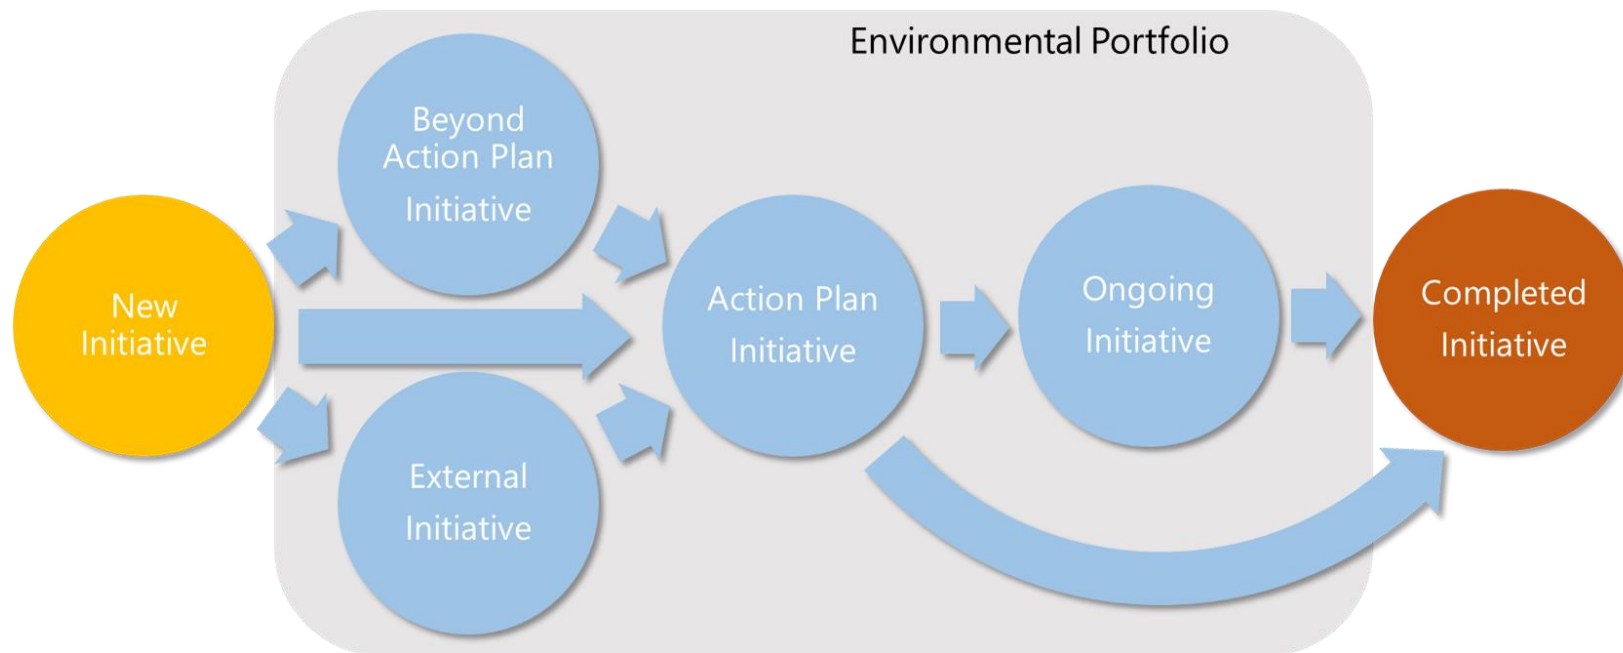 Environmental Portfolio
Beyond
Action Plan
Initiative
New
Initiative
External
Initiative
Action Plan
Initiative
Ongoing
Initiative
Completed
Initiative